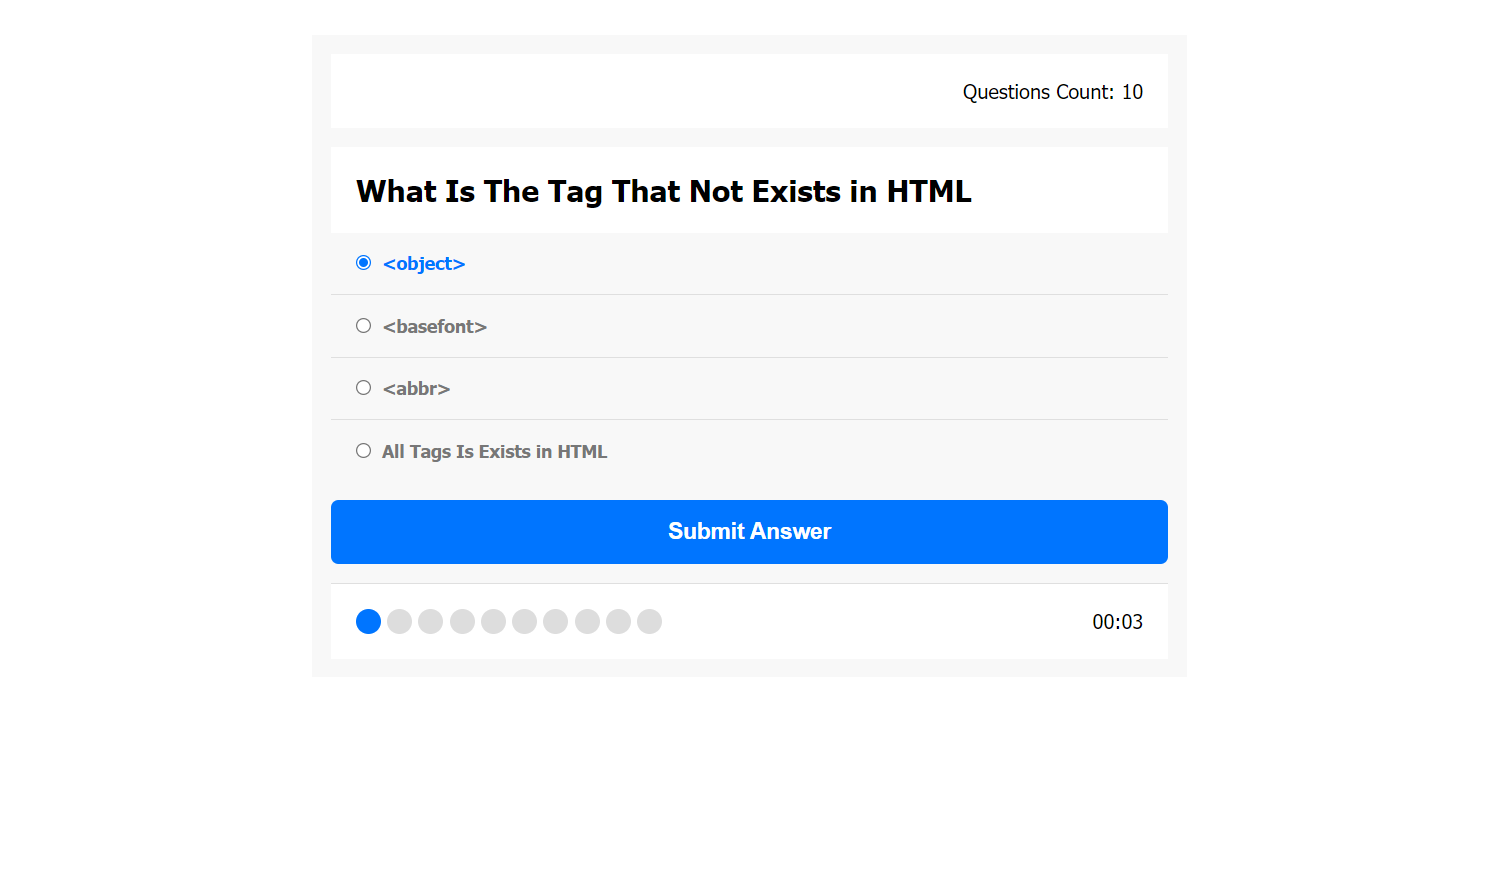 Questions Count: 10
What Is The Tag That Not Exists in HTML
<object>
<basefont>
<abbr>
All Tags Is Exists in HTML
Submit Answer
00:03